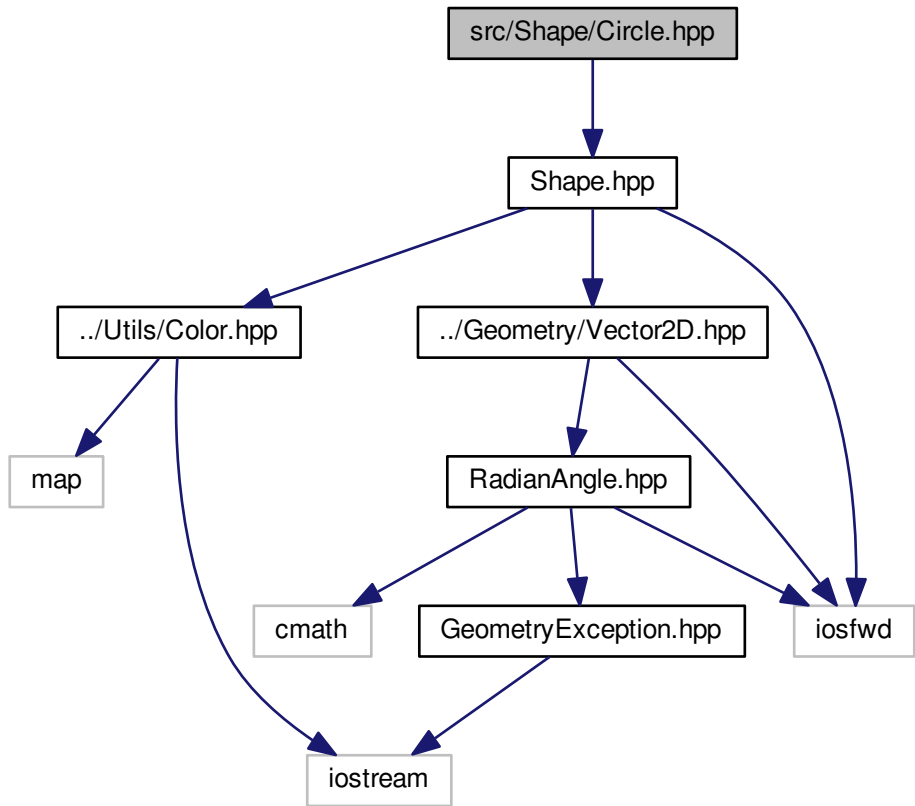 src/Shape/Circle.hpp
Shape.hpp
../Utils/Color.hpp
../Geometry/Vector2D.hpp
map
RadianAngle.hpp
cmath
GeometryException.hpp
iosfwd
iostream